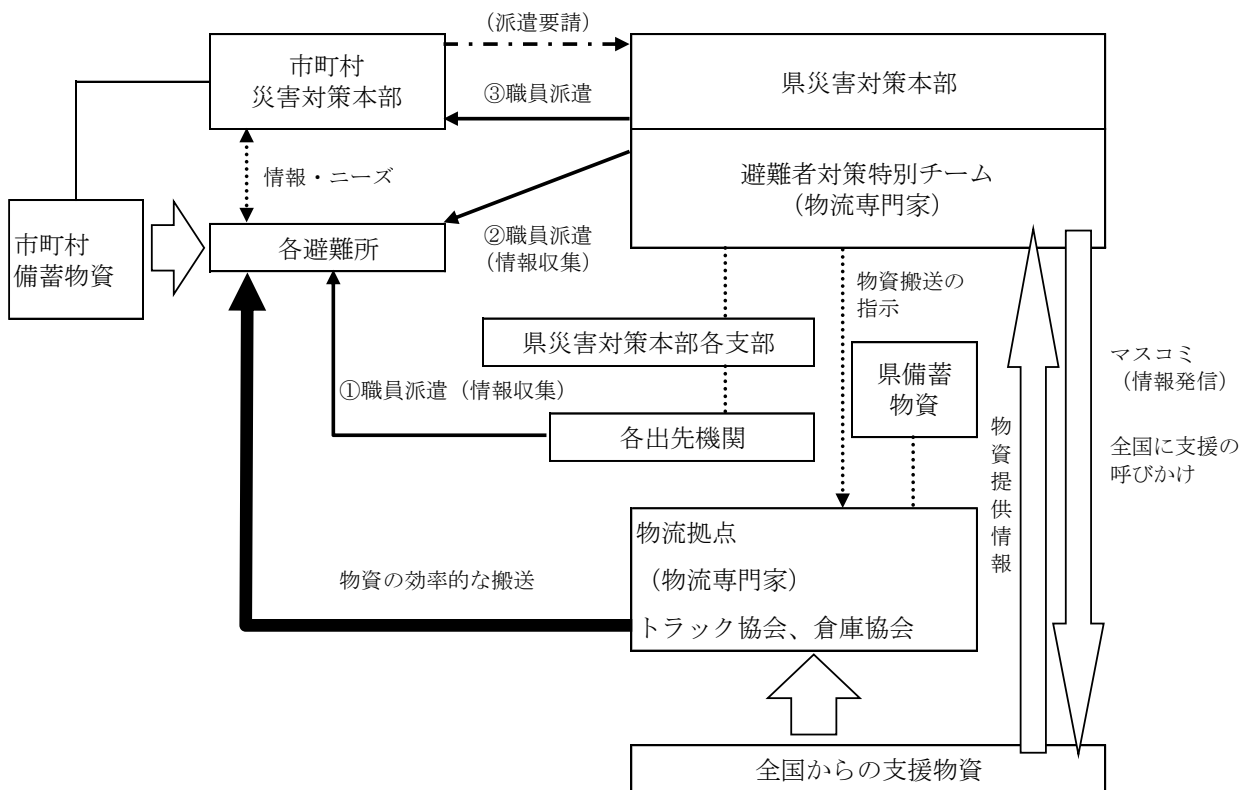 （派遣要請）
市町村
災害対策本部
県災害対策本部
③職員派遣
避難者対策特別チーム
（物流専門家）
情報・ニーズ
市町村
備蓄物資
各避難所
②職員派遣
（情報収集）
物資搬送の
指示
県災害対策本部各支部
県備蓄
物資
マスコミ
（情報発信）
①職員派遣（情報収集）
各出先機関
物資提供情報
全国に支援の
呼びかけ
物流拠点
（物流専門家）
トラック協会、倉庫協会
物資の効率的な搬送
全国からの支援物資